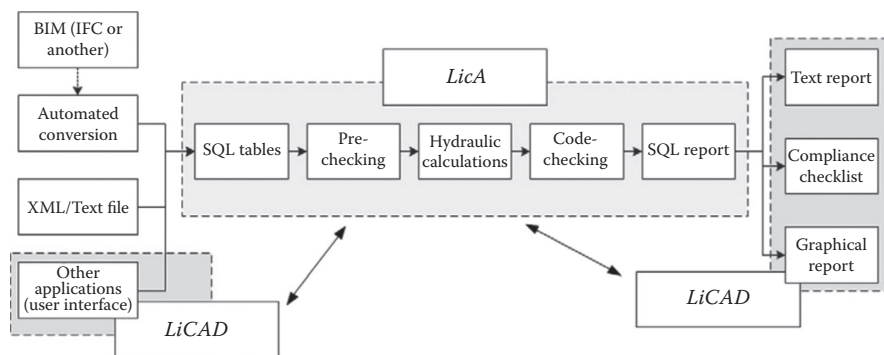 BIM (IFC or
another)
Automated
conversion
XML/Text file
Other
applications
(user interface)
LiCAD
LicA
SQL tables
Pre-
checking
Hydraulic
calculations
Code-
checking
SQL report
Text report
Compliance
checklist
Graphical
report
LiCAD